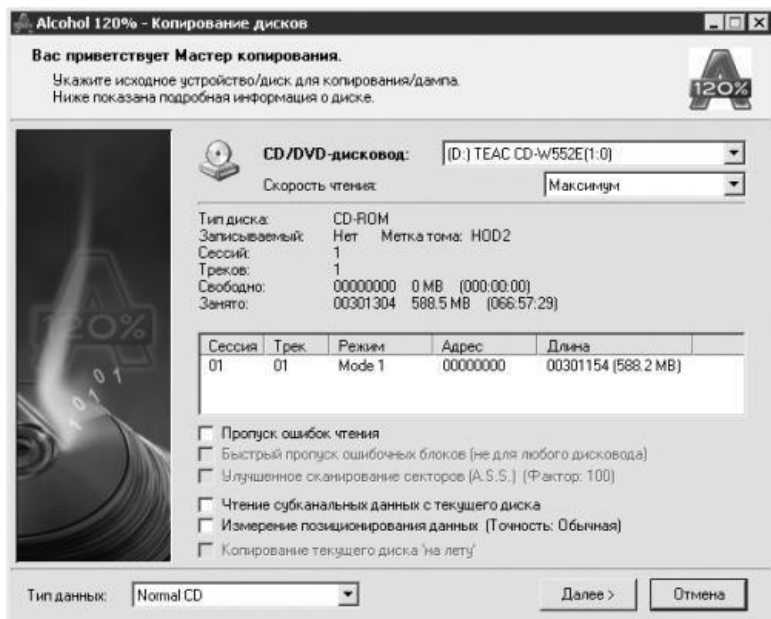 Alcohol 120% - Копирование дисков
Вас приветствует Мастер копирования.
Укажите исходное устройство/диск для копирования/дампа.
Ниже показана подробная информация о диске.
120%
CD/DVD-дисковод: (D:) TEAC CD-W552E(1:0)
Скорость чтения: Максимум
Тип диска: CD-ROM
Записываемый: Нет Метка тома: HOD2
Сессий: 1
Треков: 1
Свободно: 00000000 0 MB (000:00:00)
Занято: 00301304 588.5 MB (066:57:29)
120%
Сессия Трек Режим Адрес Длина
01 01 Mode 1 00000000 00301154 (588.2 MB)
10101
Пропуск ошибок чтения
Быстрый пропуск ошибочных блоков (не для любого дисковода)
Улучшенное сканирование секторов (A.S.S.) (Фактор: 100)
Чтение субканальных данных с текущего диска
Измерение позиционирования данных (Точность: Обычная)
Копирование текущего диска 'на лету'
Тип данных: Normal CD Далее > Отмена